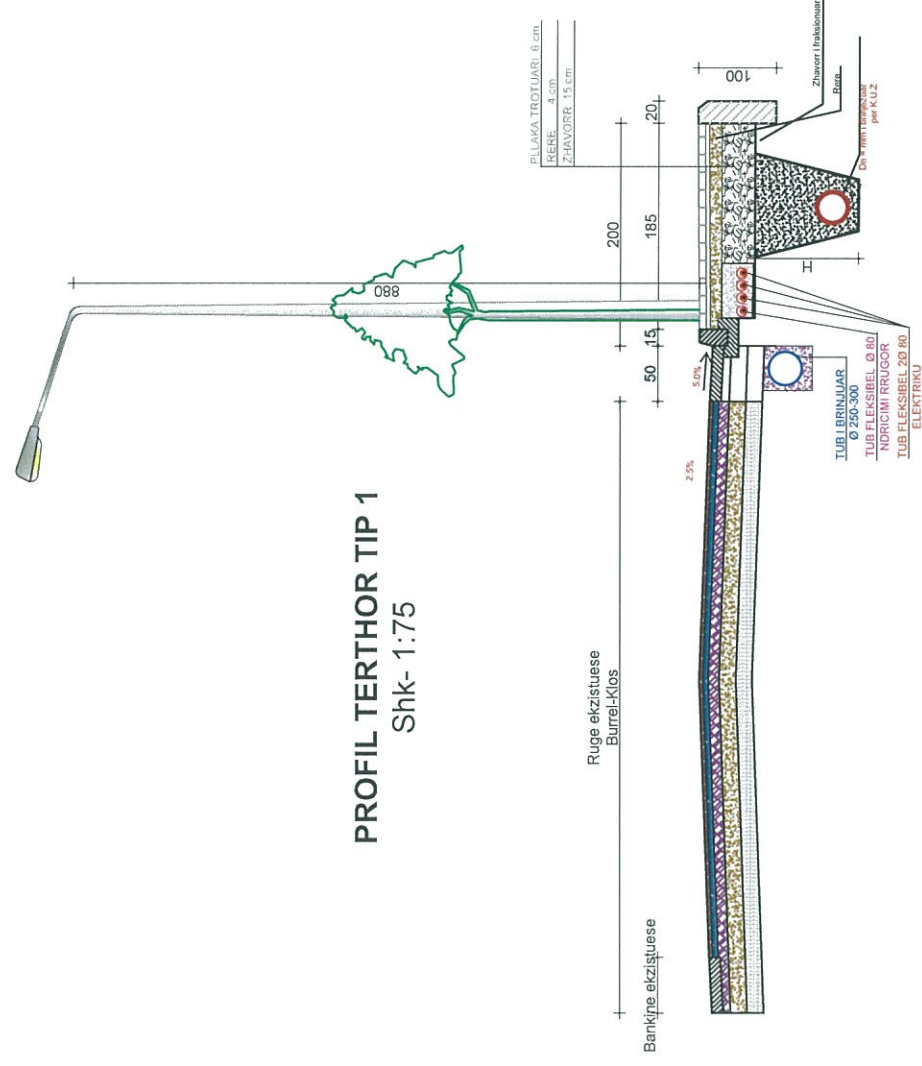 PROFIL TERTHOR TIP 1
Shk- 1:75
PLLAKA TROTUARI 6 cm
RERE 4 cm
ZHAVORR 15 cm
880
200
185
20
100
15
50
5.0%
2.5%
H
Ruge ekzistuese
Burrel-Klos
Bankine ekzistuese
Zhavorr i fraksionuar
Rere
per K.U.Z
TUB I BRINJUAR
Ø 250-300
TUB FLEKSIBEL Ø 80
NDRICIMI RRUGOR
TUB FLEKSIBEL 2Ø 80
ELEKTRIKU